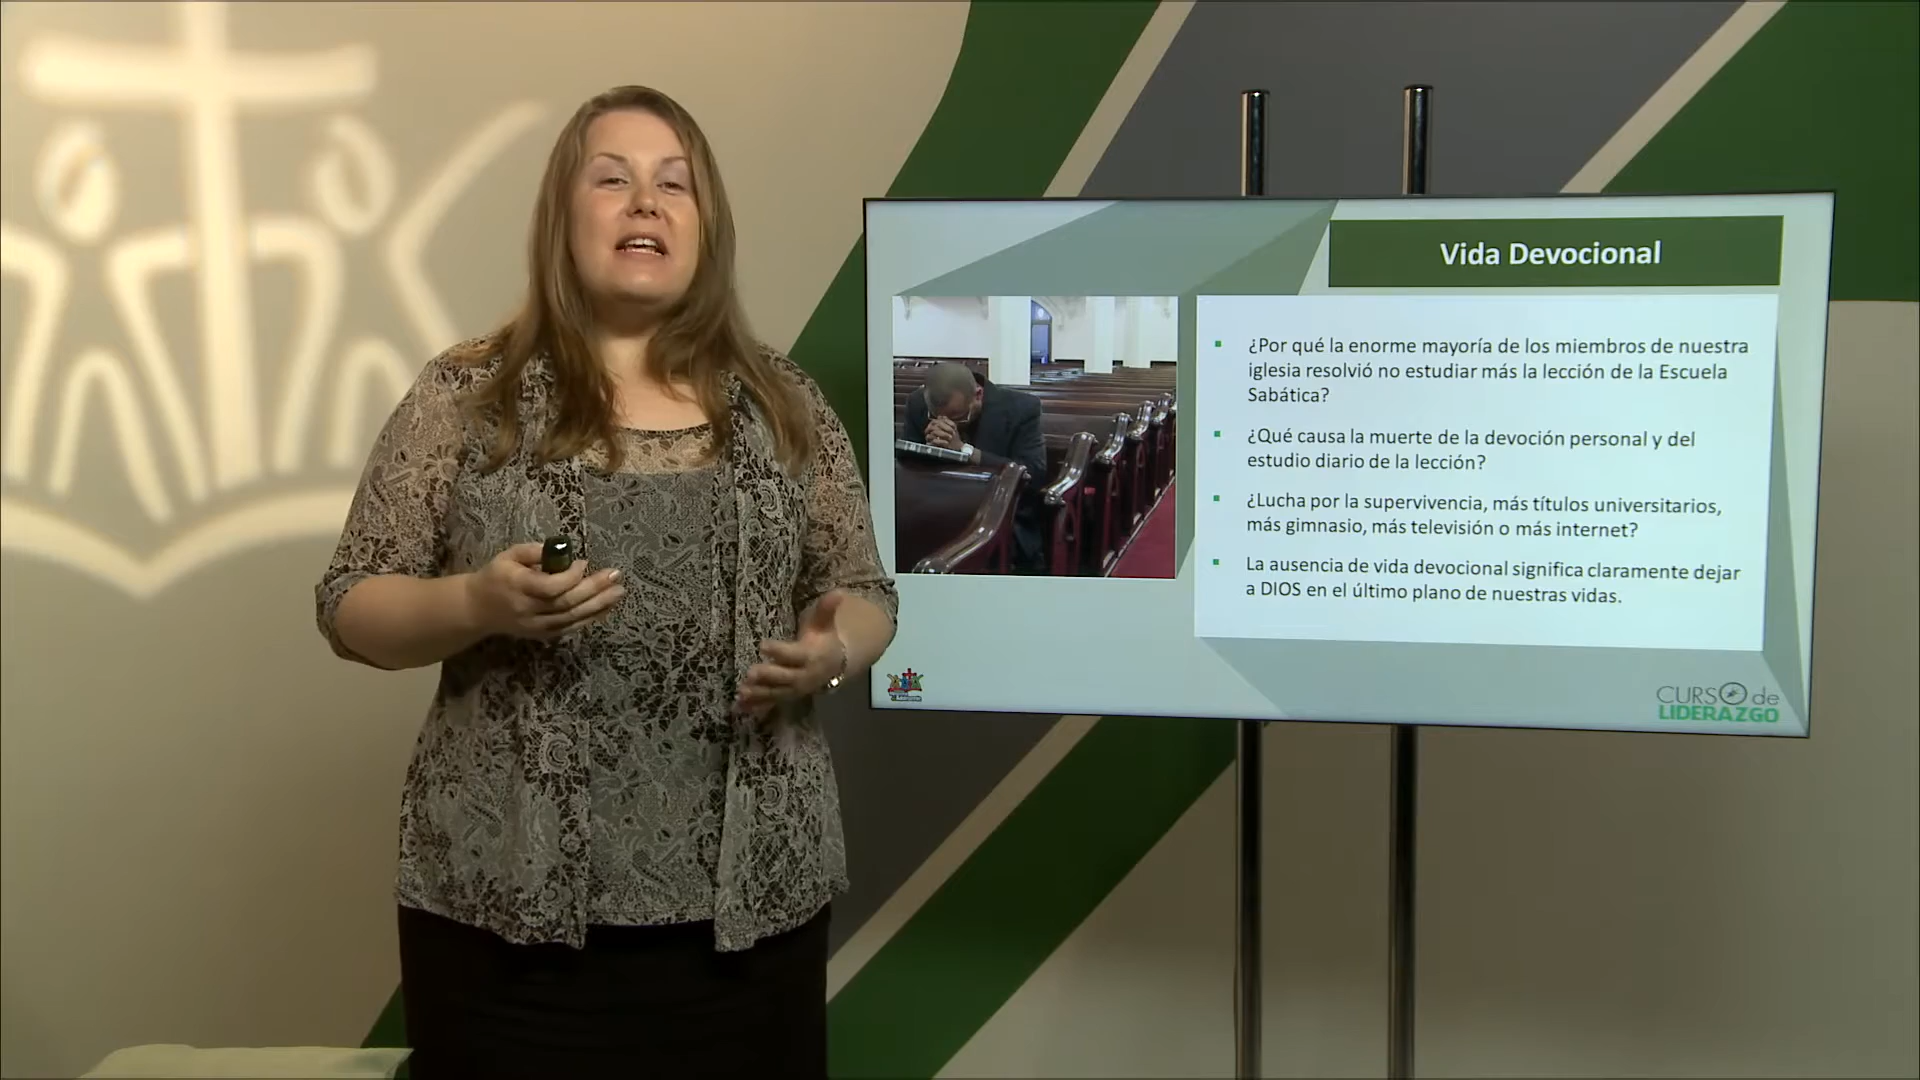 Vida Devocional
¿Por qué la enorme mayoría de los miembros de nuestra
iglesia resolvió no estudiar más la lección de la Escuela
Sabática?
¿Qué causa la muerte de la devoción personal y del
estudio diario de la lección?
¿Lucha por la supervivencia, más títulos universitarios,
más gimnasio, más televisión o más internet?
La ausencia de vida devocional significa claramente dejar
a DIOS en el último plano de nuestras vidas.
CURSO de
LIDERAZGO